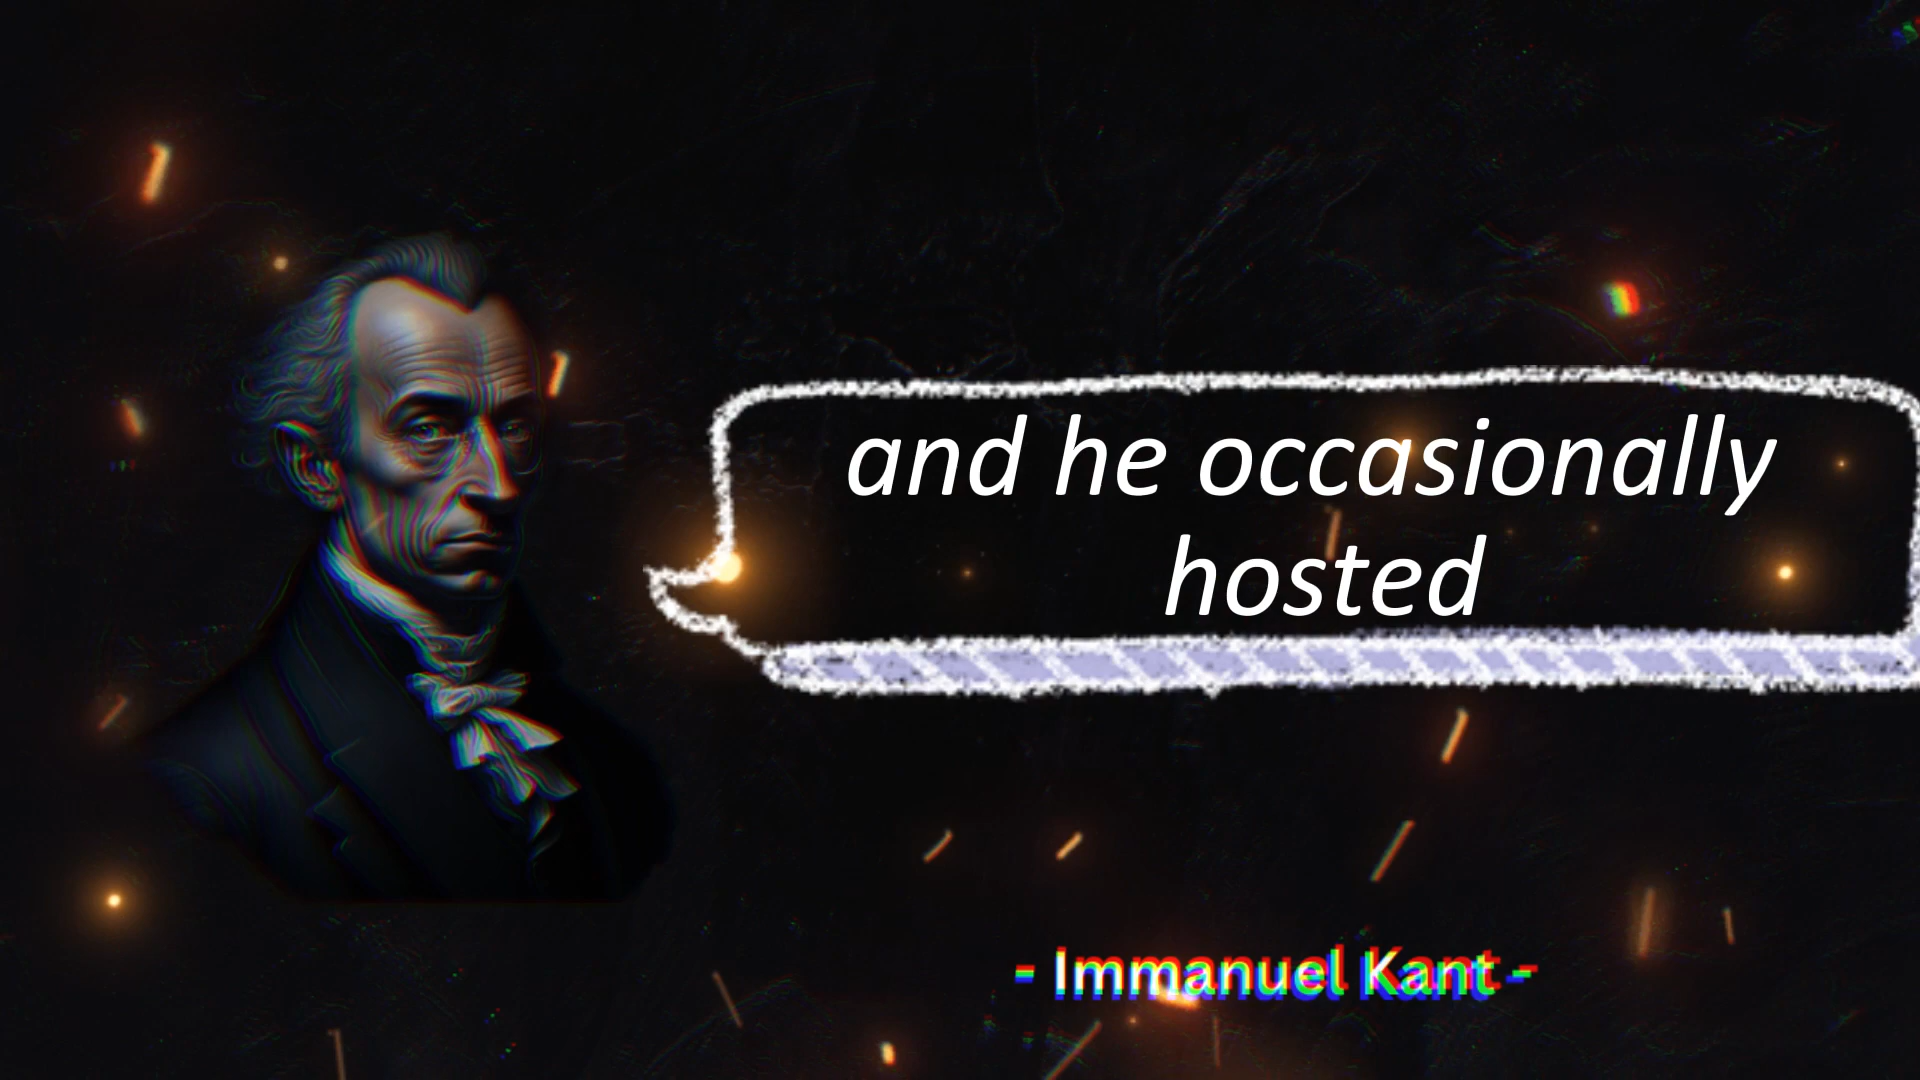 and he occasionally
hosted
- Immanuel Kant -